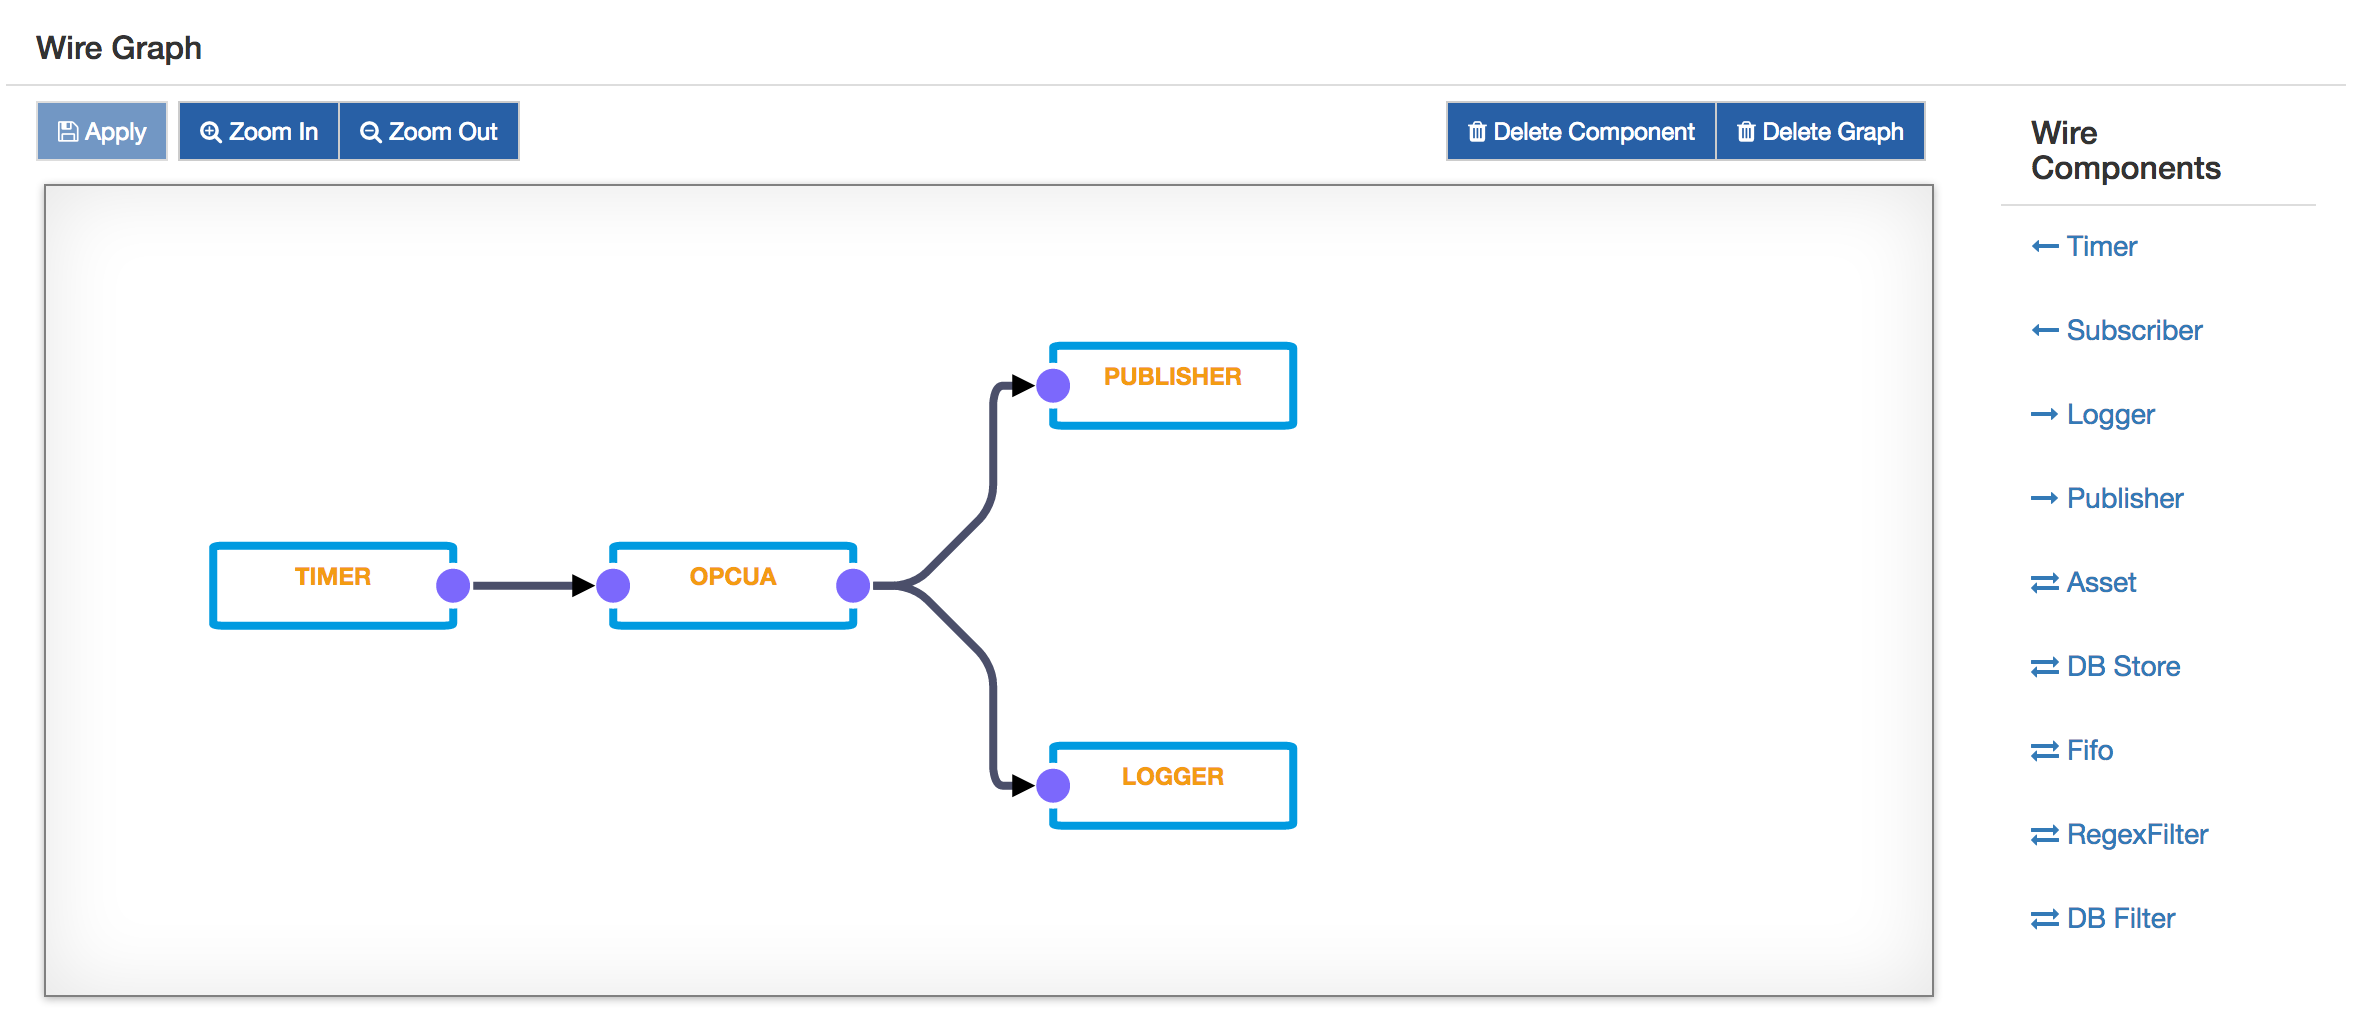 Wire Graph
Apply
Zoom In
Zoom Out
Delete Component
Delete Graph
PUBLISHER
TIMER
OPCUA
LOGGER
Wire
Components
Timer
Subscriber
Logger
Publisher
Asset
DB Store
Fifo
RegexFilter
DB Filter